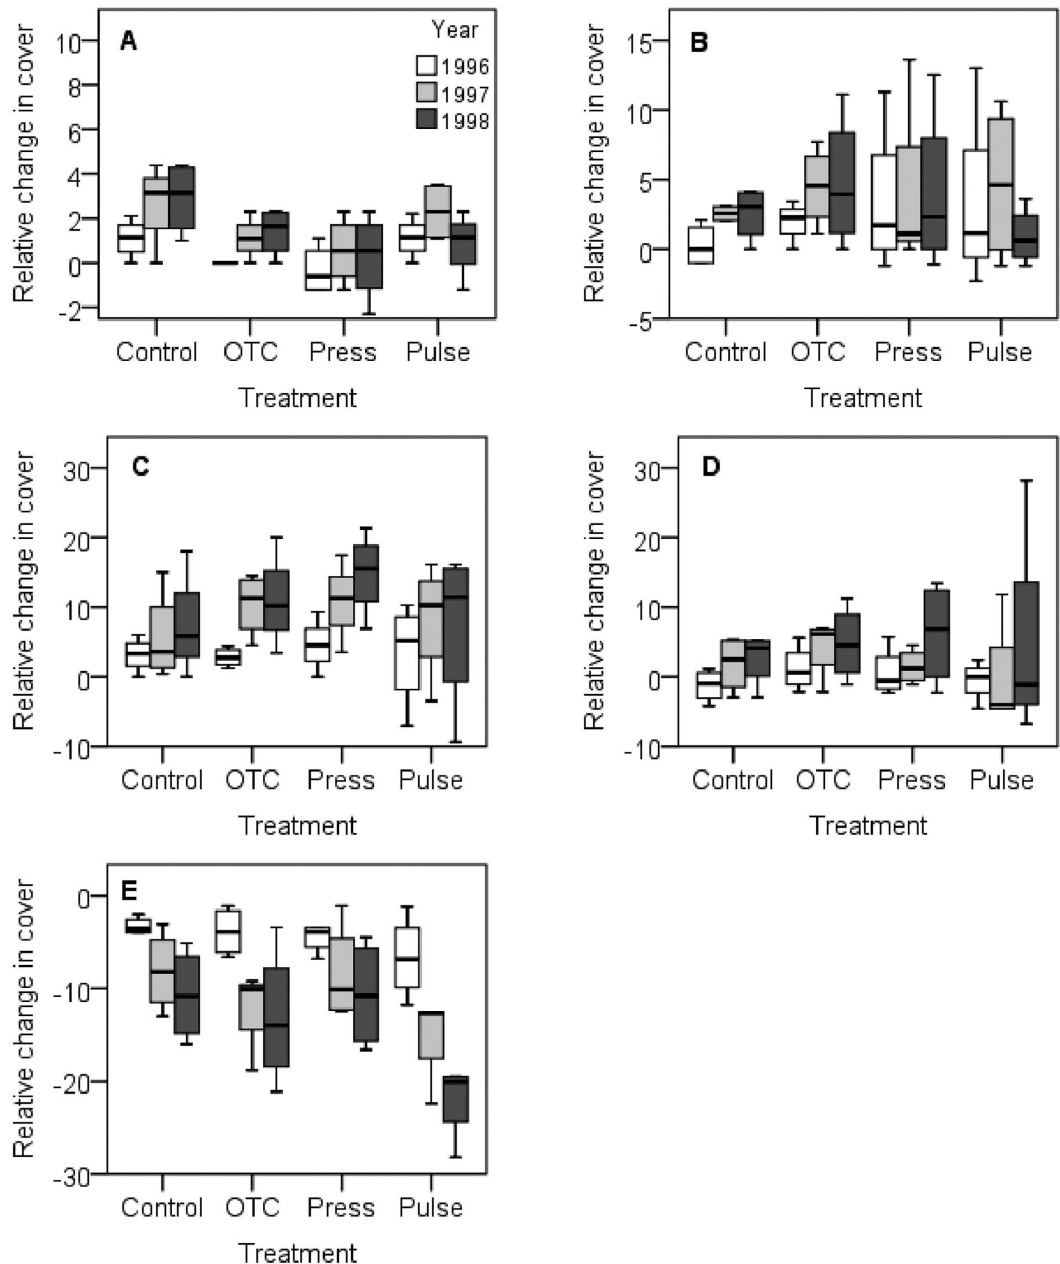 A
Year
1996
1997
1998
Relative change in cover
10
8
6
4
2
0
-2
Control OTC Press Pulse
Treatment
B
Relative change in cover
15
10
5
0
-5
Control OTC Press Pulse
Treatment
C
Relative change in cover
30
20
10
0
-10
Control OTC Press Pulse
Treatment
D
Relative change in cover
30
20
10
0
-10
Control OTC Press Pulse
Treatment
E
Relative change in cover
0
-10
-20
-30
Control OTC Press Pulse
Treatment